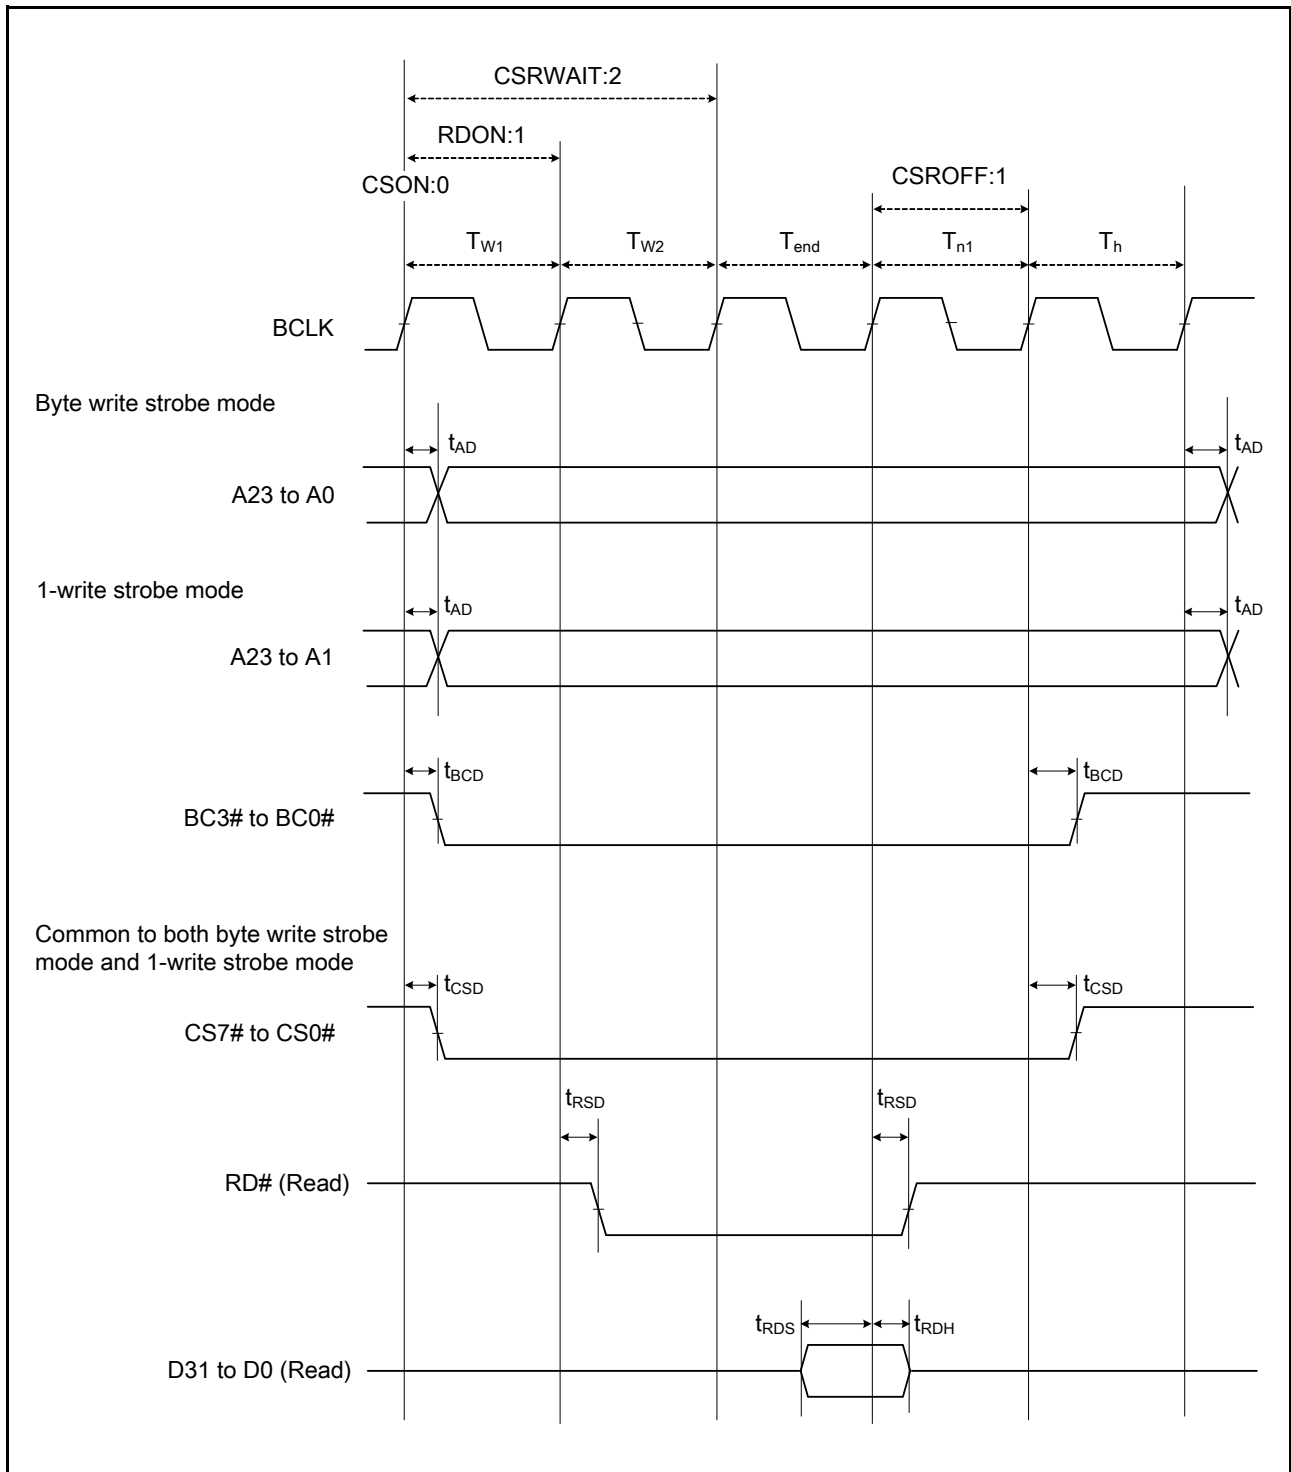 CSRWAIT:2
RDON:1
CSON:0
CSROFF:1
TW1 TW2 Tend Tn1 Th
BCLK
Byte write strobe mode
tAD tAD
A23 to A0
1-write strobe mode
tAD tAD
A23 to A1
tBCD tBCD
BC3# to BC0#
Common to both byte write strobe
mode and 1-write strobe mode
tCSD tCSD
CS7# to CS0#
tRSD tRSD
RD# (Read)
tRDS tRDH
D31 to D0 (Read)